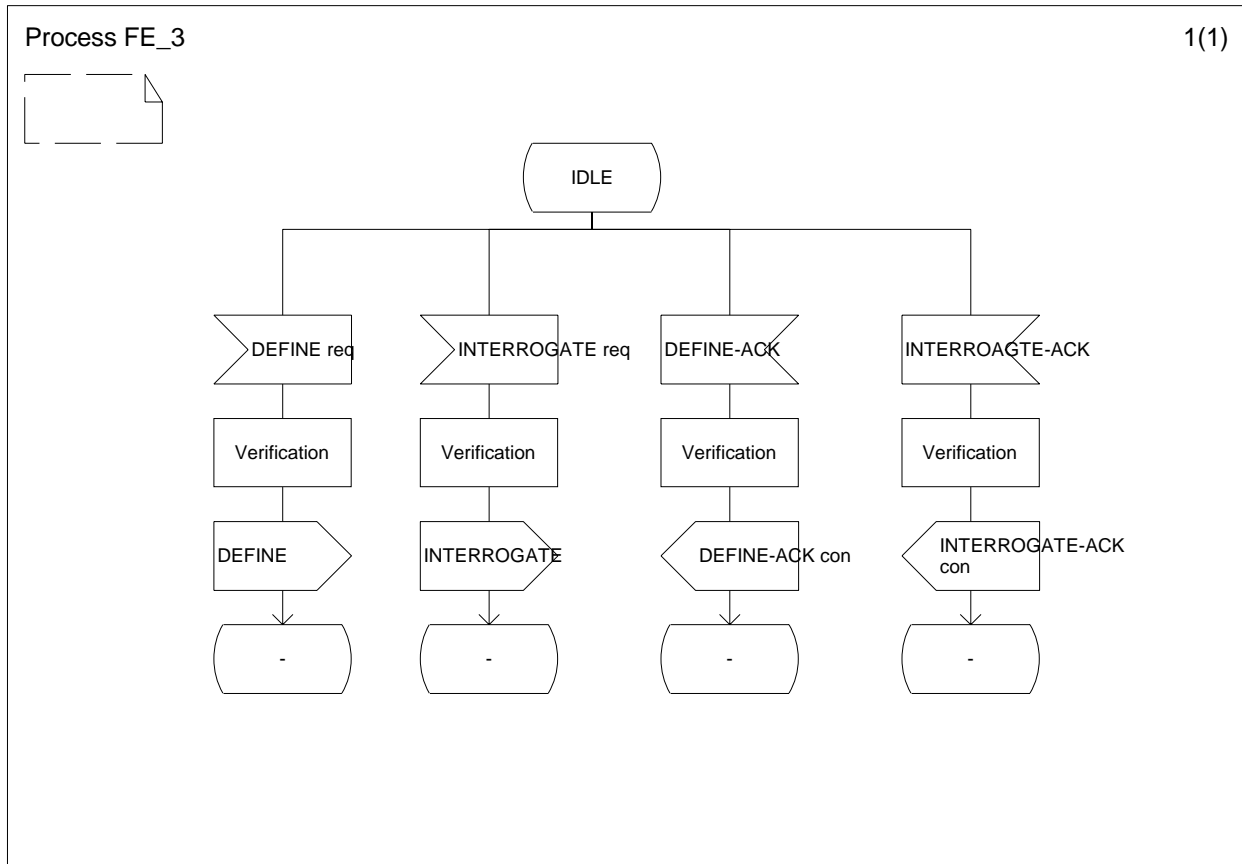 Process FE_3
1(1)
IDLE
DEFINE req
INTERROGATE req
DEFINE-ACK
INTERROAGTE-ACK
Verification
Verification
Verification
Verification
DEFINE
INTERROGATE
DEFINE-ACK con
INTERROGATE-ACK
con
-
-
-
-